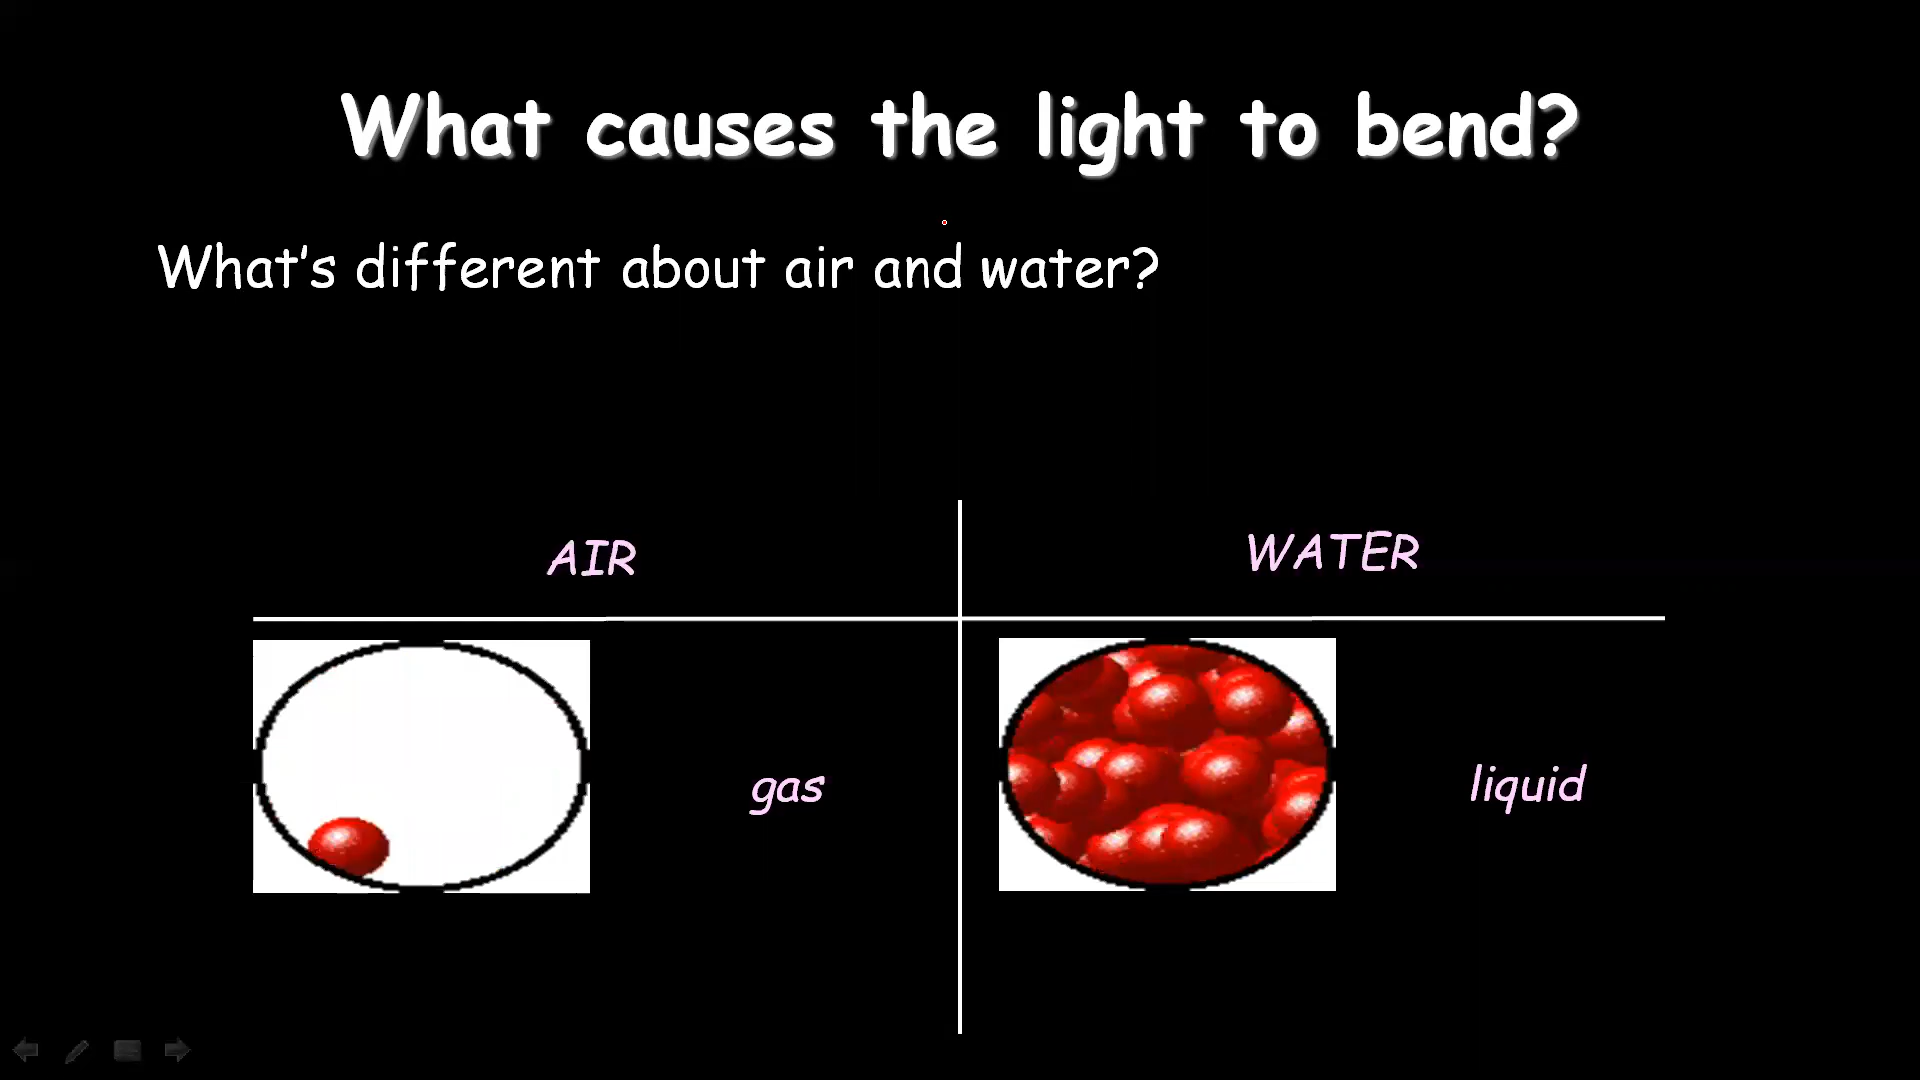 What causes the light to bend?
What's different about air and water?
AIR
WATER
gas
liquid